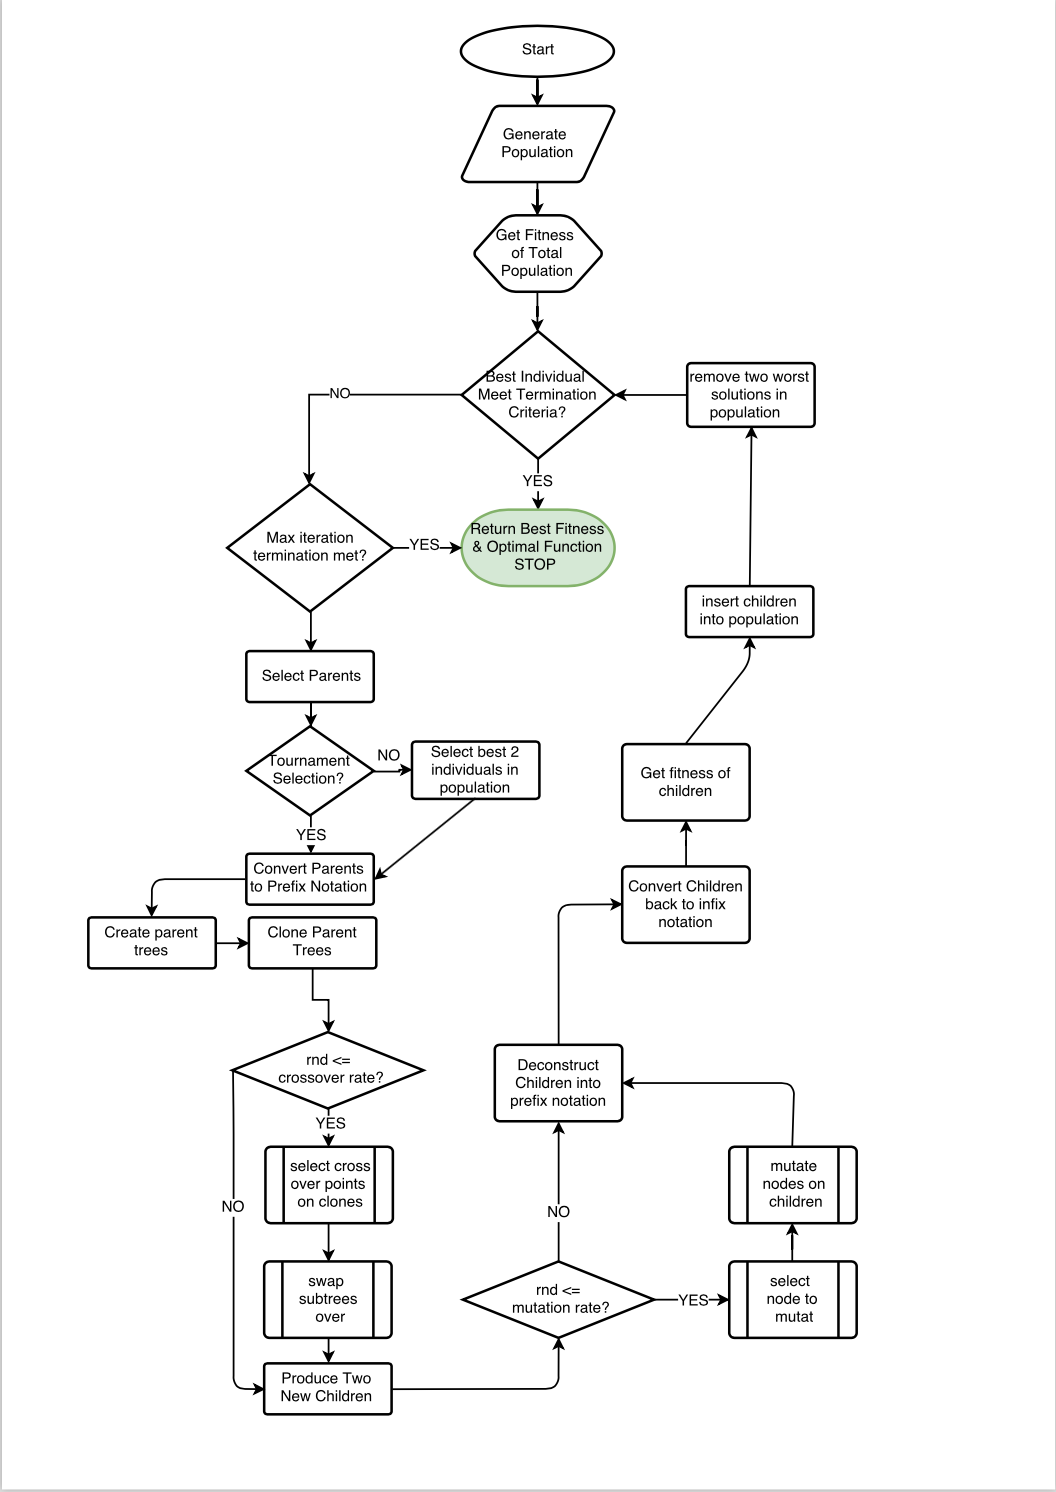 Start
Generate
Population
Get Fitness
of Total
Population
Best Individual
Meet Termination
Criteria?
NO
remove two worst
solutions in
population
YES
Max iteration
termination met?
YES
Return Best Fitness
& Optimal Function
STOP
insert children
into population
Select Parents
Tournament
Selection?
NO
Select best 2
individuals in
population
Get fitness of
children
YES
Convert Parents
to Prefix Notation
Convert Children
back to infix
notation
Create parent
trees
Clone Parent
Trees
rnd <=
crossover rate?
Deconstruct
Children into
prefix notation
YES
select cross
over points
on clones
mutate
nodes on
children
NO
NO
swap
subtrees
over
rnd <=
mutation rate?
YES
select
node to
mutat
Produce Two
New Children